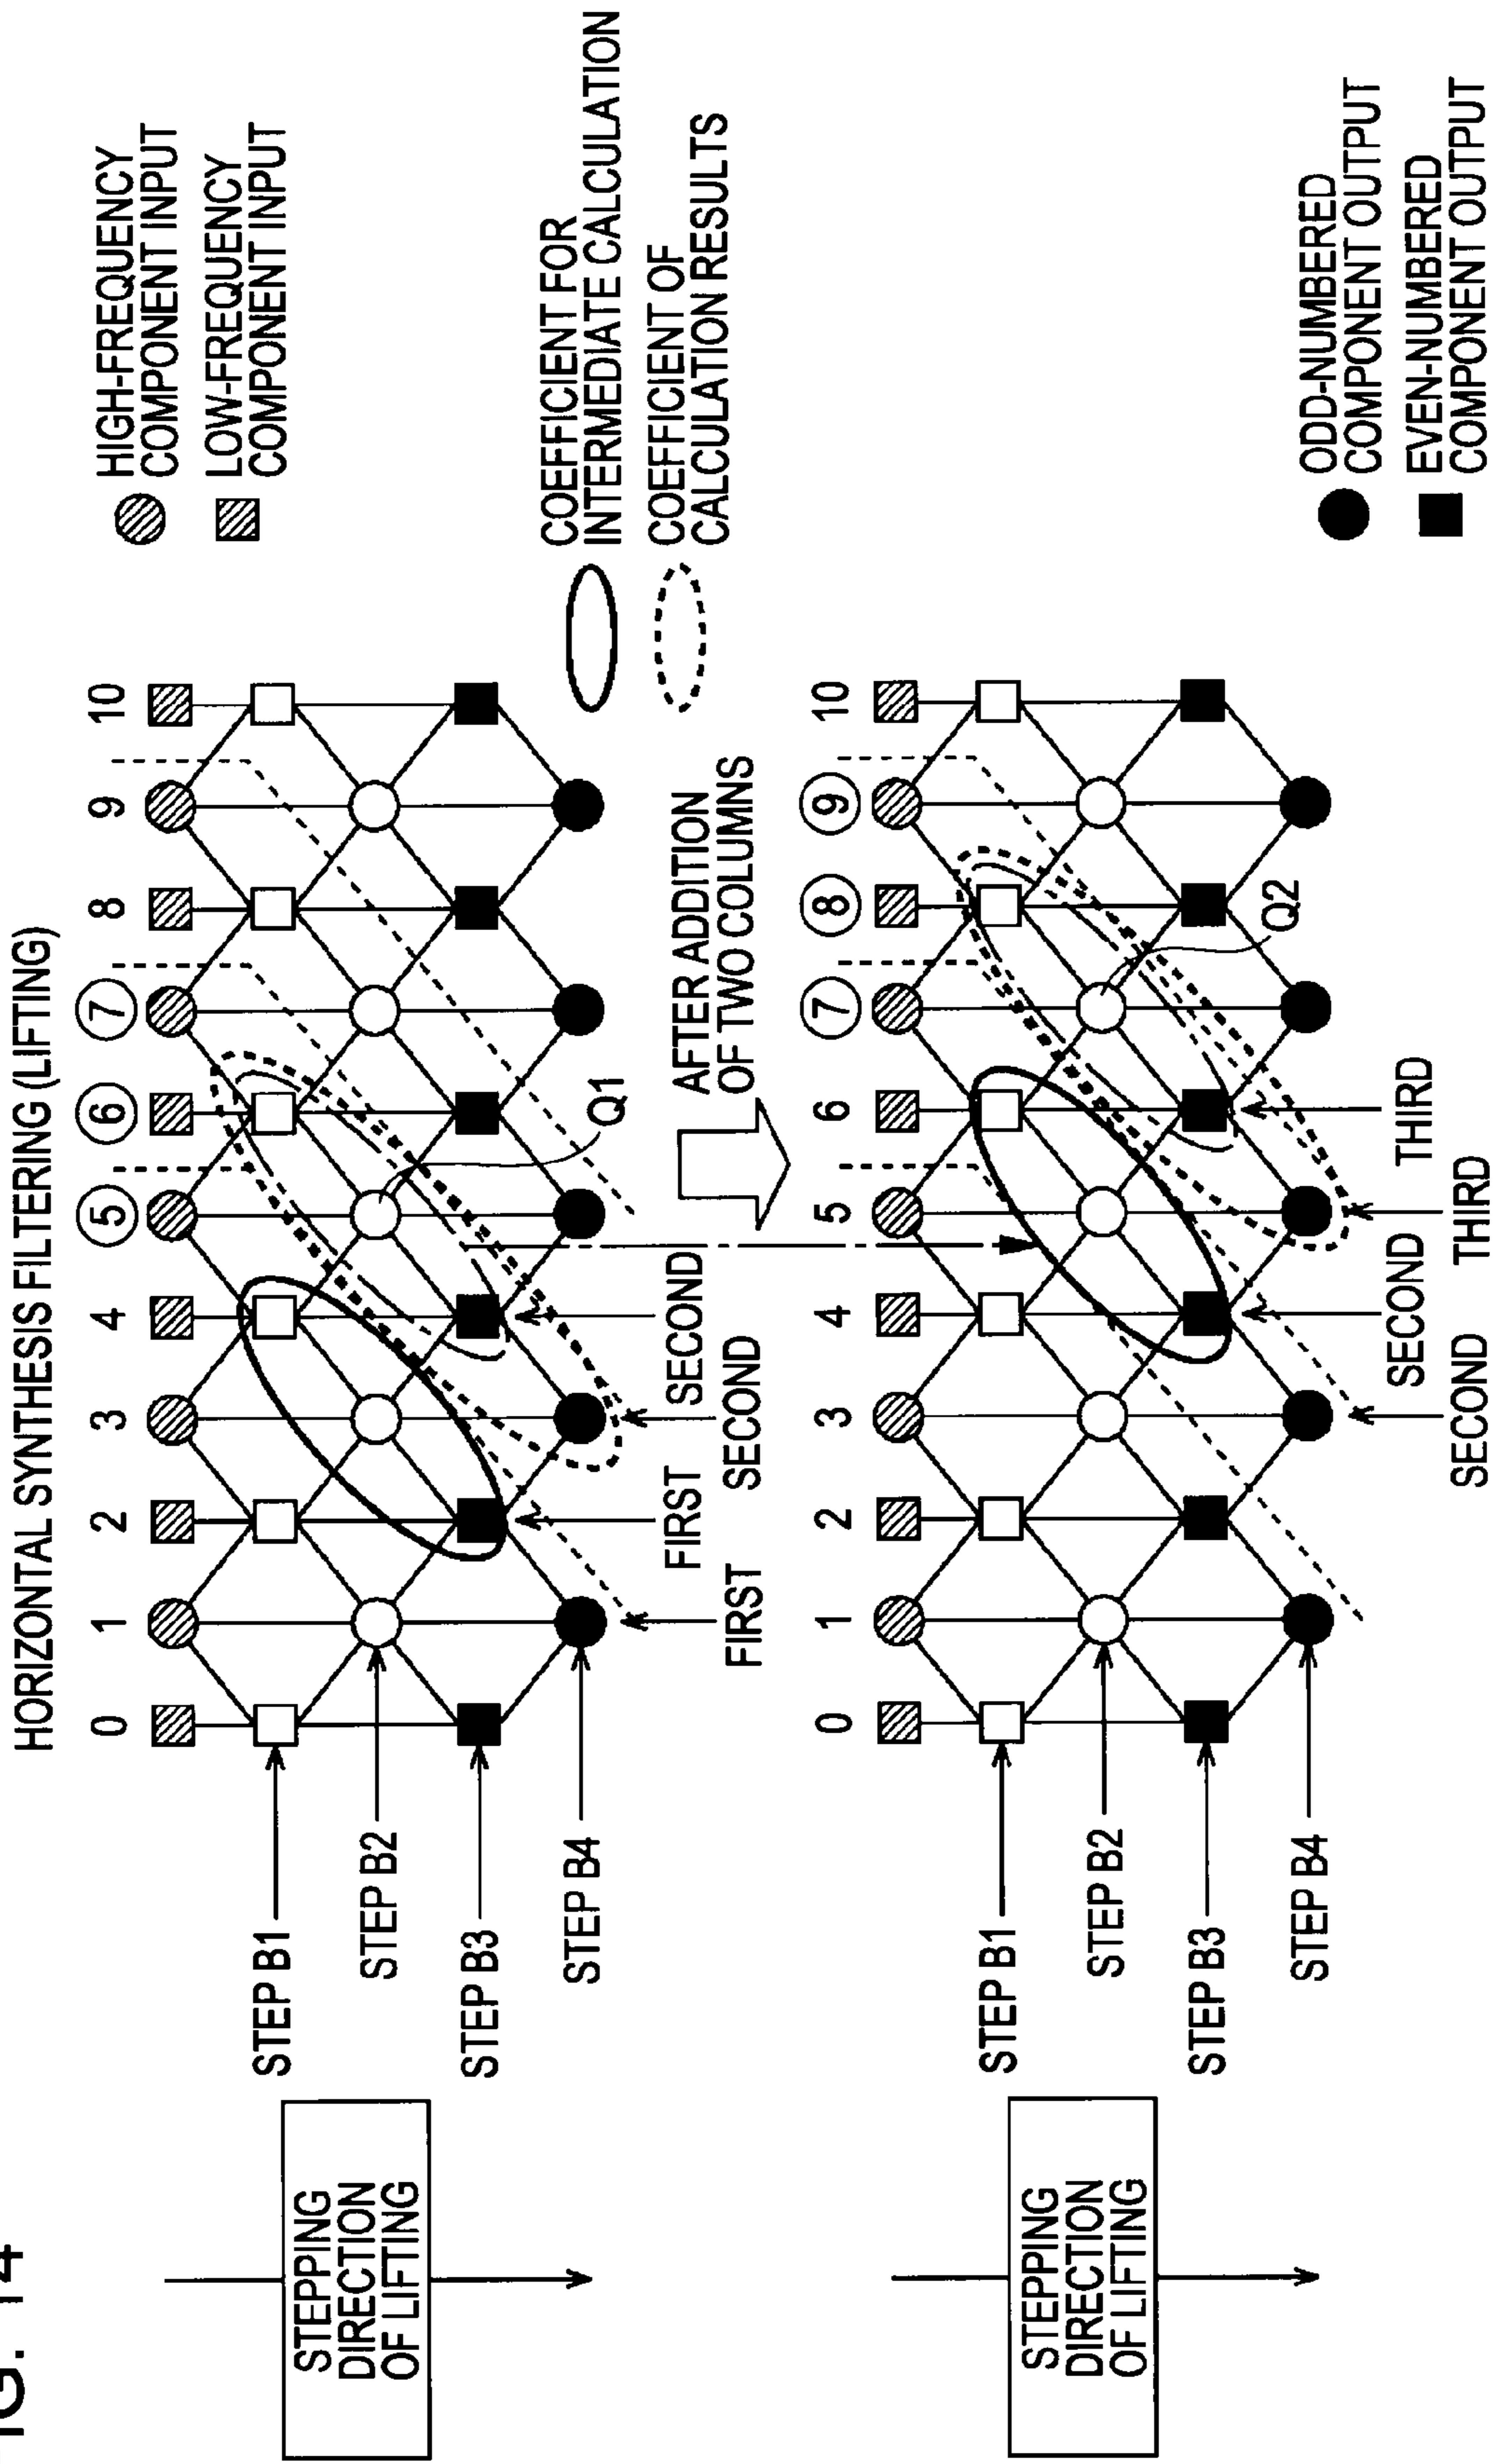 FIG. 14
HORIZONTAL SYNTHESIS FILTERING (LIFTING)
0 1 2 3 4 5 6 7 8 9 10
HIGH-FREQUENCY
COMPONENT INPUT
LOW-FREQUENCY
COMPONENT INPUT
STEPPING
DIRECTION
OF LIFTING
STEP B1
STEP B2
STEP B3
STEP B4
Q1
FIRST
SECOND
FIRST
SECOND
COEFFICIENT FOR
INTERMEDIATE CALCULATION
COEFFICIENT OF
CALCULATION RESULTS
AFTER ADDITION
OF TWO COLUMNS
0 1 2 3 4 5 6 7 8 9 10
STEPPING
DIRECTION
OF LIFTING
STEP B1
STEP B2
STEP B3
STEP B4
Q2
SECOND
THIRD
SECOND
THIRD
ODD-NUMBERED
COMPONENT OUTPUT
EVEN-NUMBERED
COMPONENT OUTPUT